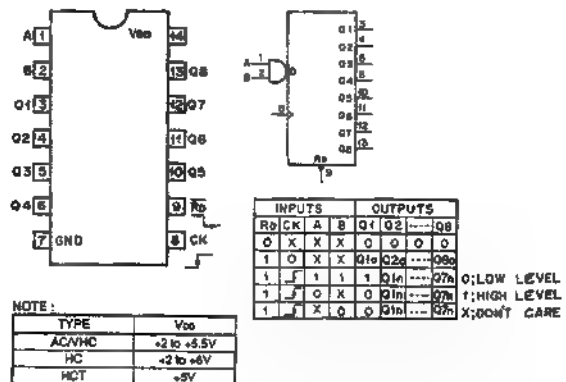 A 1 VDD 14
B 2 13 Q8
Q1 3 12 Q7
Q2 4 11 Q6
Q3 5 10 Q5
Q4 6 9 RD
7 GND 8 CK
A 1
B 2
D
8
Q1 3
Q2 4
Q3 5
Q4 6
Q5 10
Q6 11
Q7 12
Q8 13
RD
9
INPUTS OUTPUTS
RD CK A B Q1 Q2 ---- Q8
0 X X X 0 0 0 0
1 0 X X Q1o Q2o ---- Q8o
1 1 1 1 Q1n ---- Q7n 0;LOW LEVEL
1 0 X 0 Q1n ---- Q7n 1;HIGH LEVEL
1 X 0 0 Q1n ---- Q7n X;DON'T CARE
NOTE:
TYPE VDD
AC/VHC +2 to +5.5V
HC +2 to +6V
HCT +5V